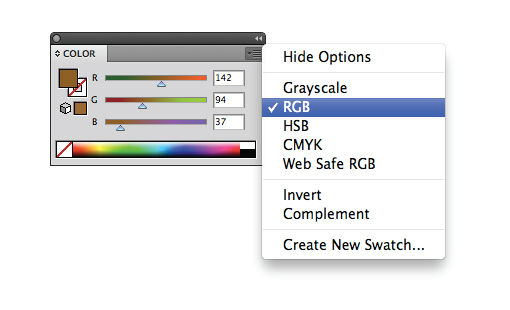 COLOR
R 142
G 94
B 37
Hide Options
Grayscale
RGB
HSB
CMYK
Web Safe RGB
Invert
Complement
Create New Swatch...